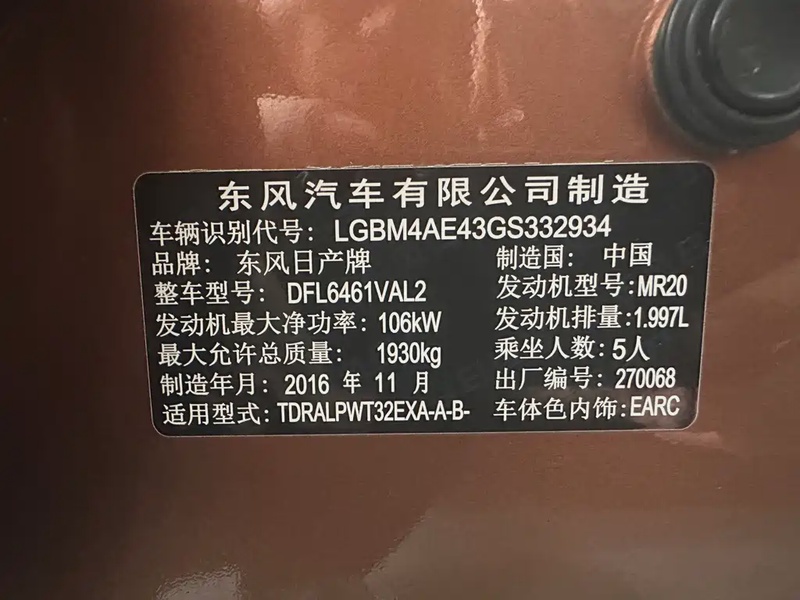 东风汽车有限公司制造
车辆识别代号: LGBM4AE43GS332934
品牌: 东风日产牌 制造国: 中国
整车型号: DFL6461VAL2 发动机型号:MR20
发动机最大净功率: 106kW 发动机排量:1.997L
最大允许总质量: 1930kg 乘坐人数: 5人
制造年月: 2016 年 11 月 出厂编号: 270068
适用型式: TDRALPWT32EXA-A-B- 车体色内饰: EARC